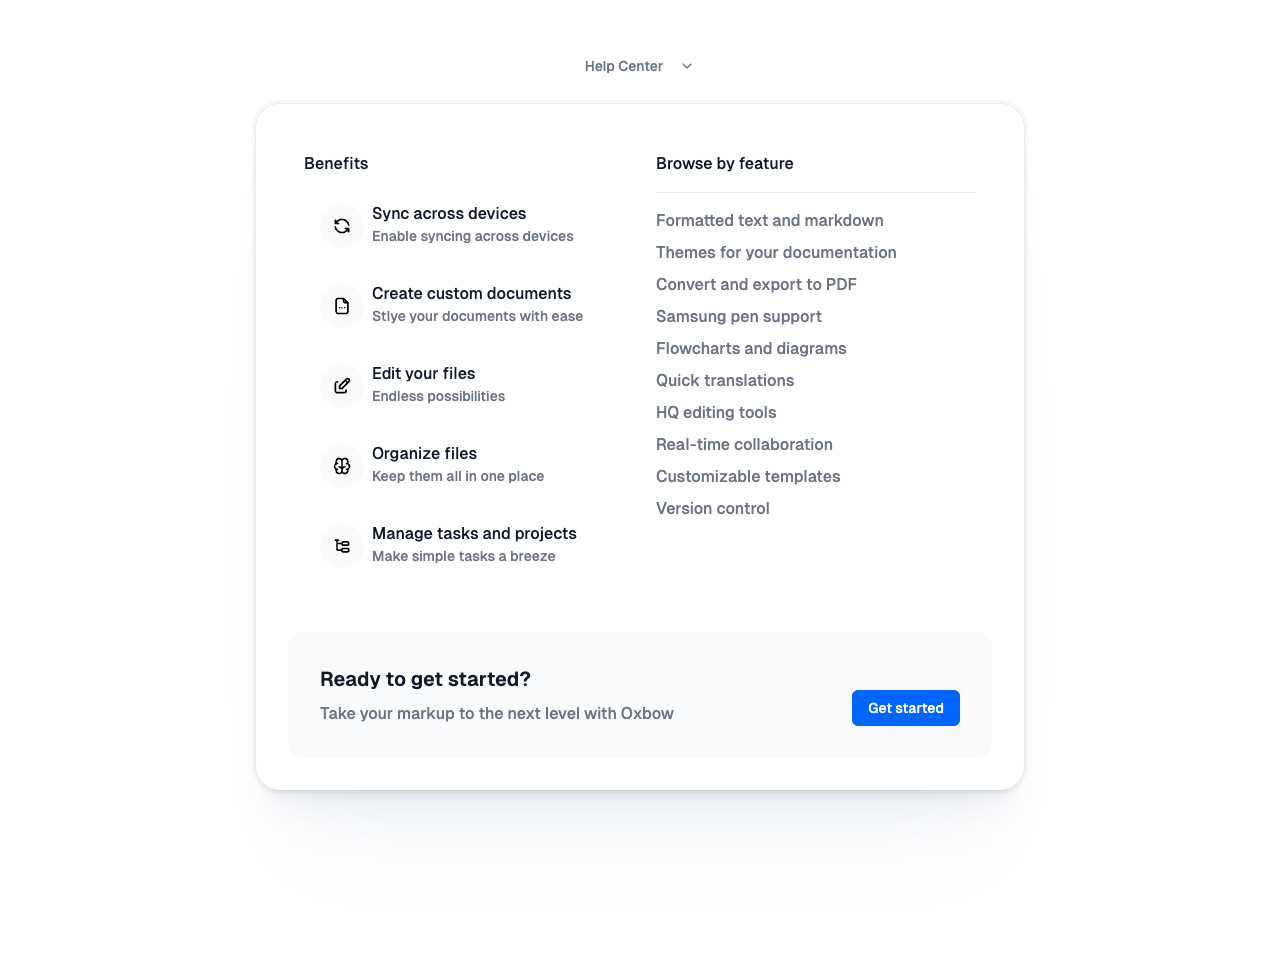 Help Center
Benefits
Sync across devices
Enable syncing across devices
Create custom documents
Stlye your documents with ease
Edit your files
Endless possibilities
Organize files
Keep them all in one place
Manage tasks and projects
Make simple tasks a breeze
Browse by feature
Formatted text and markdown
Themes for your documentation
Convert and export to PDF
Samsung pen support
Flowcharts and diagrams
Quick translations
HQ editing tools
Real-time collaboration
Customizable templates
Version control
Ready to get started?
Take your markup to the next level with Oxbow
Get started